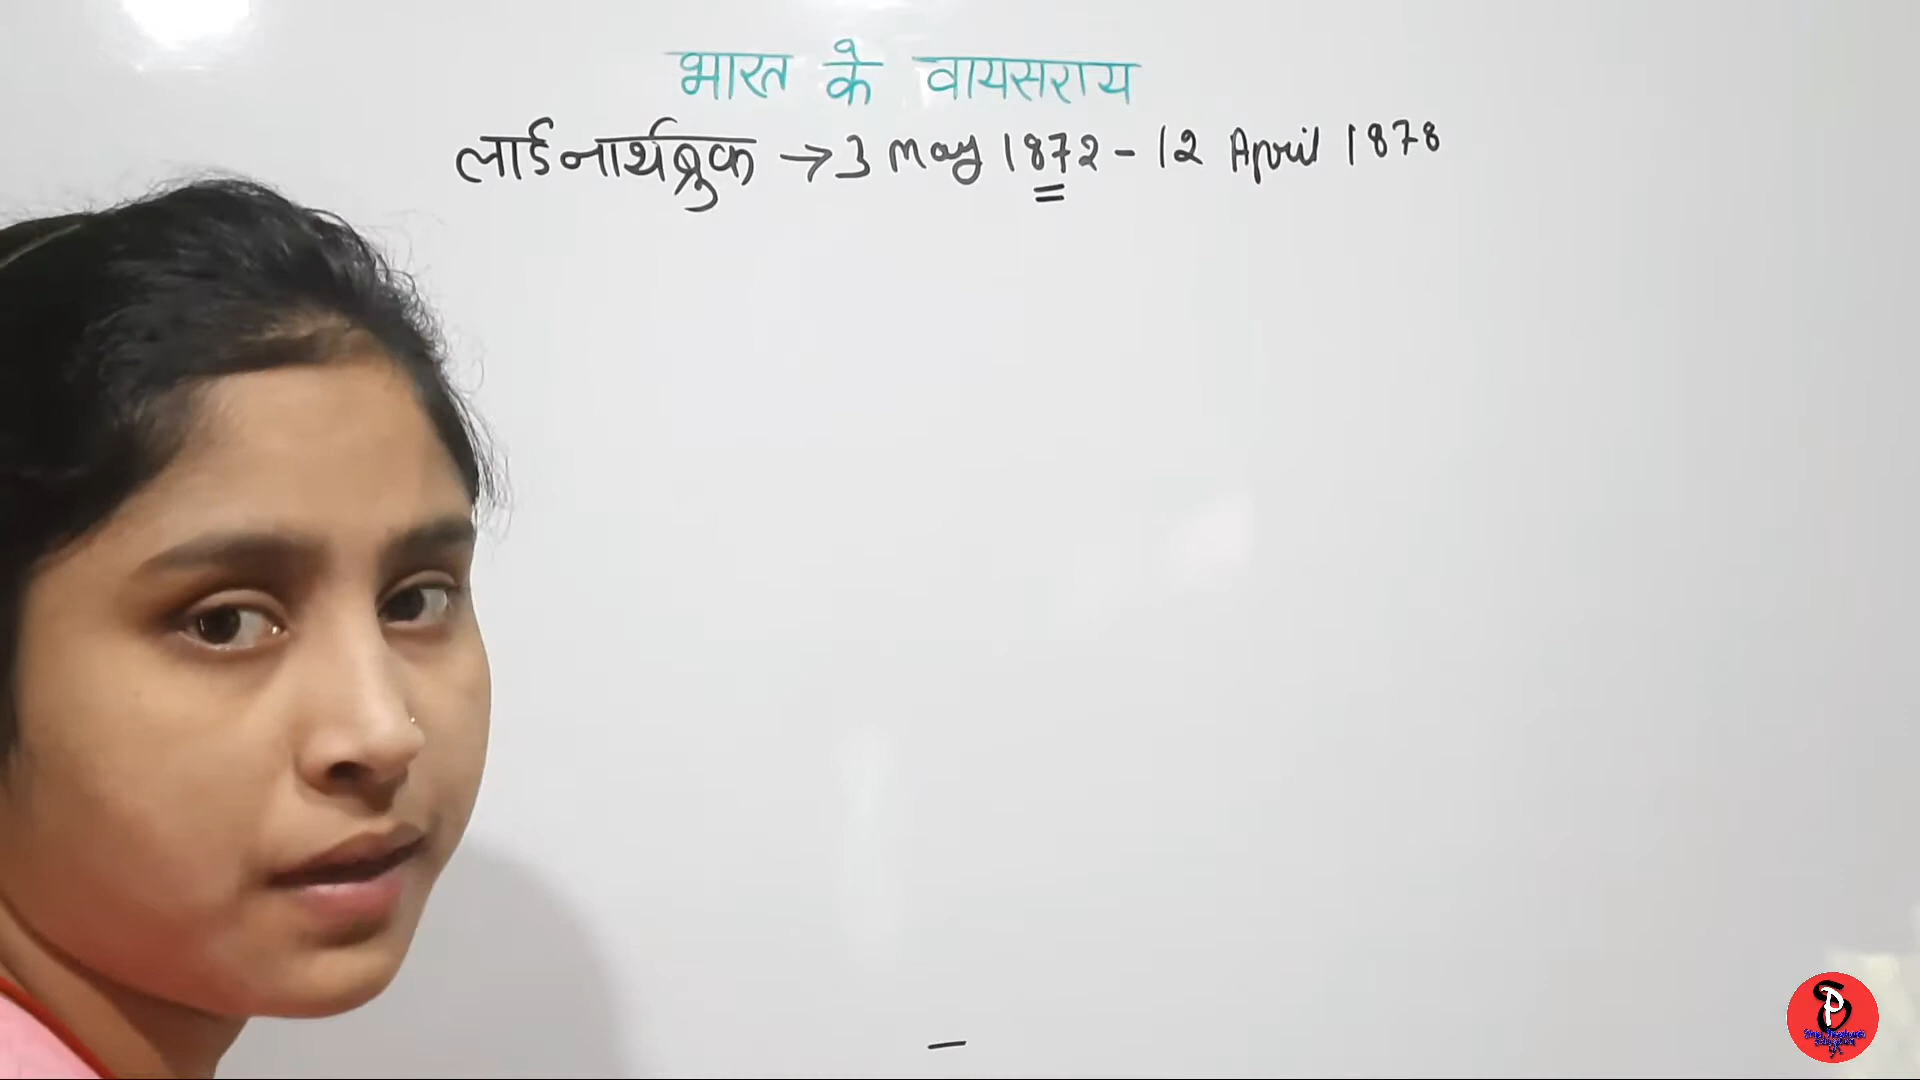 भारत के वायसराय
लार्ड नार्थब्रुक → 3 May 1872 - 12 April 1878